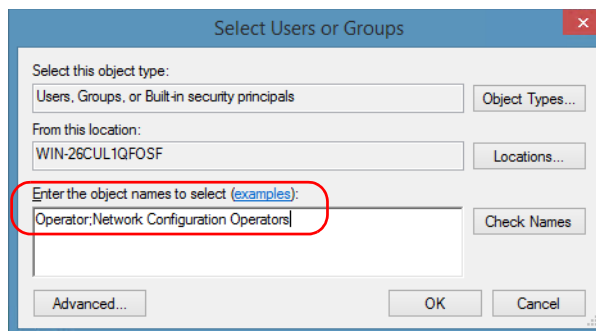 Select Users or Groups
Select this object type:
Users, Groups, or Built-in security principals
Object Types...
From this location:
WIN-26CUL1QFOSF
Locations...
Enter the object names to select (examples):
Operator;Network Configuration Operators
Check Names
Advanced...
OK
Cancel